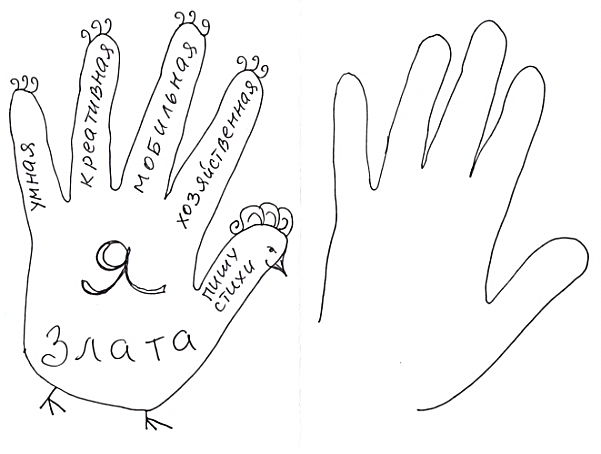 умная
креативная
мобильная
хозяйственная
пишу
стихи
Я
Злата